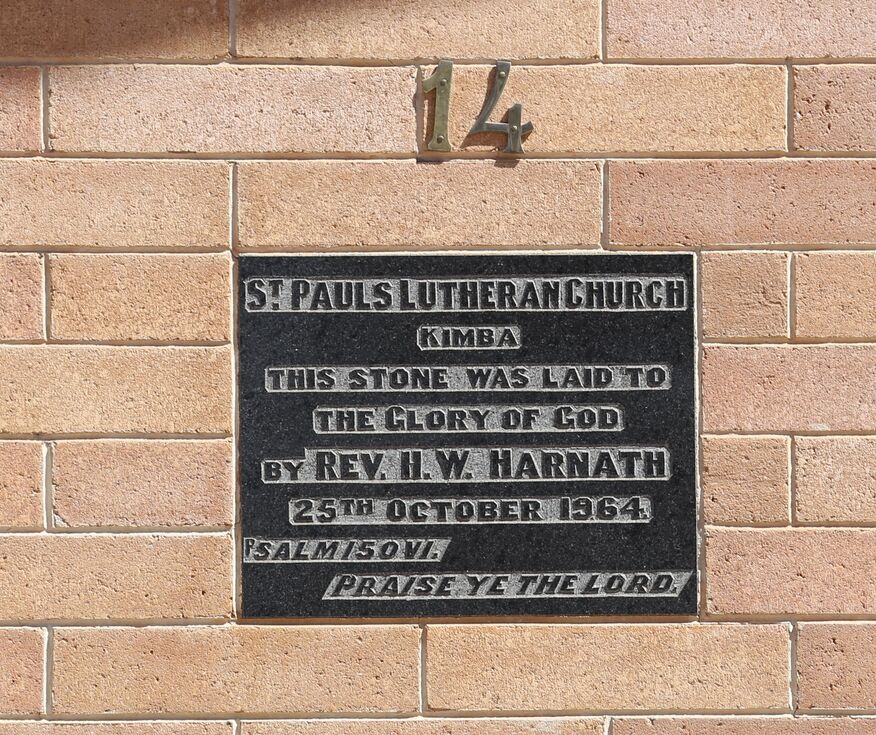 14
ST. PAULS LUTHERAN CHURCH
KIMBA
THIS STONE WAS LAID TO
THE GLORY OF GOD
BY REV. H.W. HARNATH
25TH OCTOBER 1964.
PSALM 150 VI.
PRAISE YE THE LORD.